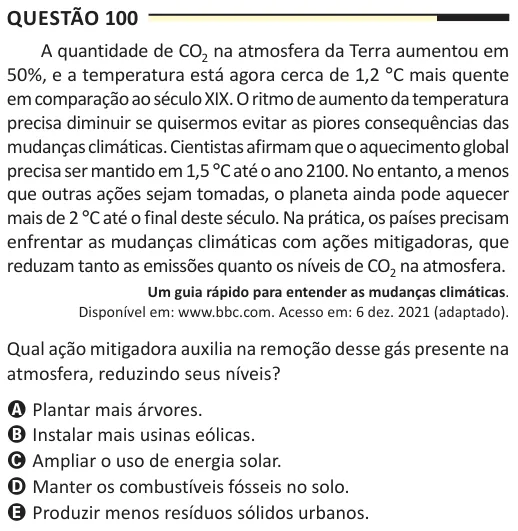 QUESTÃO 100
A quantidade de CO₂ na atmosfera da Terra aumentou em
50%, e a temperatura está agora cerca de 1,2 °C mais quente
em comparação ao século XIX. O ritmo de aumento da temperatura
precisa diminuir se quisermos evitar as piores consequências das
mudanças climáticas. Cientistas afirmam que o aquecimento global
precisa ser mantido em 1,5 °C até o ano 2100. No entanto, a menos
que outras ações sejam tomadas, o planeta ainda pode aquecer
mais de 2 °C até o final deste século. Na prática, os países precisam
enfrentar as mudanças climáticas com ações mitigadoras, que
reduzam tanto as emissões quanto os níveis de CO₂ na atmosfera.
Um guia rápido para entender as mudanças climáticas.
Disponível em: www.bbc.com. Acesso em: 6 dez. 2021 (adaptado).
Qual ação mitigadora auxilia na remoção desse gás presente na
atmosfera, reduzindo seus níveis?
A Plantar mais árvores.
B Instalar mais usinas eólicas.
C Ampliar o uso de energia solar.
D Manter os combustíveis fósseis no solo.
E Produzir menos resíduos sólidos urbanos.